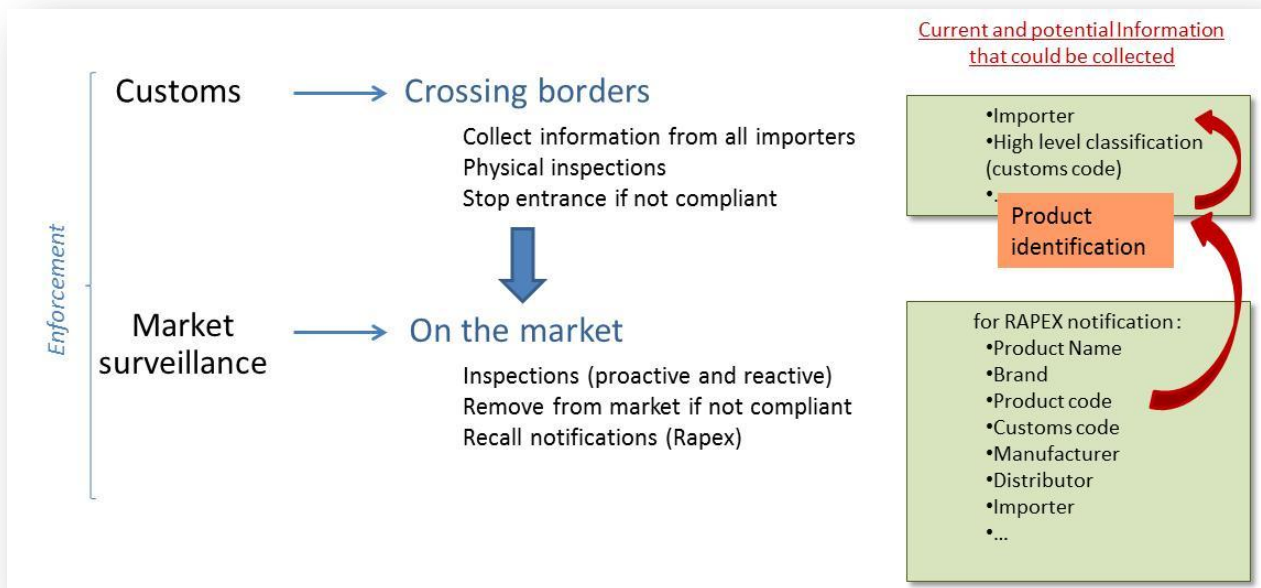 Current and potential Information
that could be collected
Enforcement
Customs
Crossing borders
Collect information from all importers
Physical inspections
Stop entrance if not compliant
•Importer
•High level classification
(customs code)
•..
Product
identification
Market
surveillance
On the market
Inspections (proactive and reactive)
Remove from market if not compliant
Recall notifications (Rapex)
for RAPEX notification:
•Product Name
•Brand
•Product code
•Customs code
•Manufacturer
•Distributor
•Importer
•...